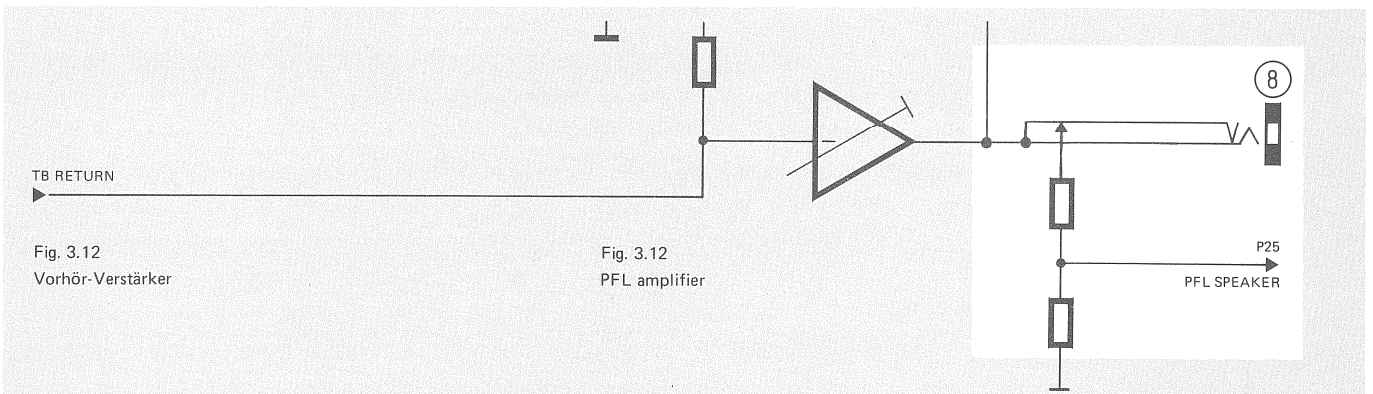 8
TB RETURN
Fig. 3.12
Vorhör-Verstärker
Fig. 3.12
PFL amplifier
P25
PFL SPEAKER